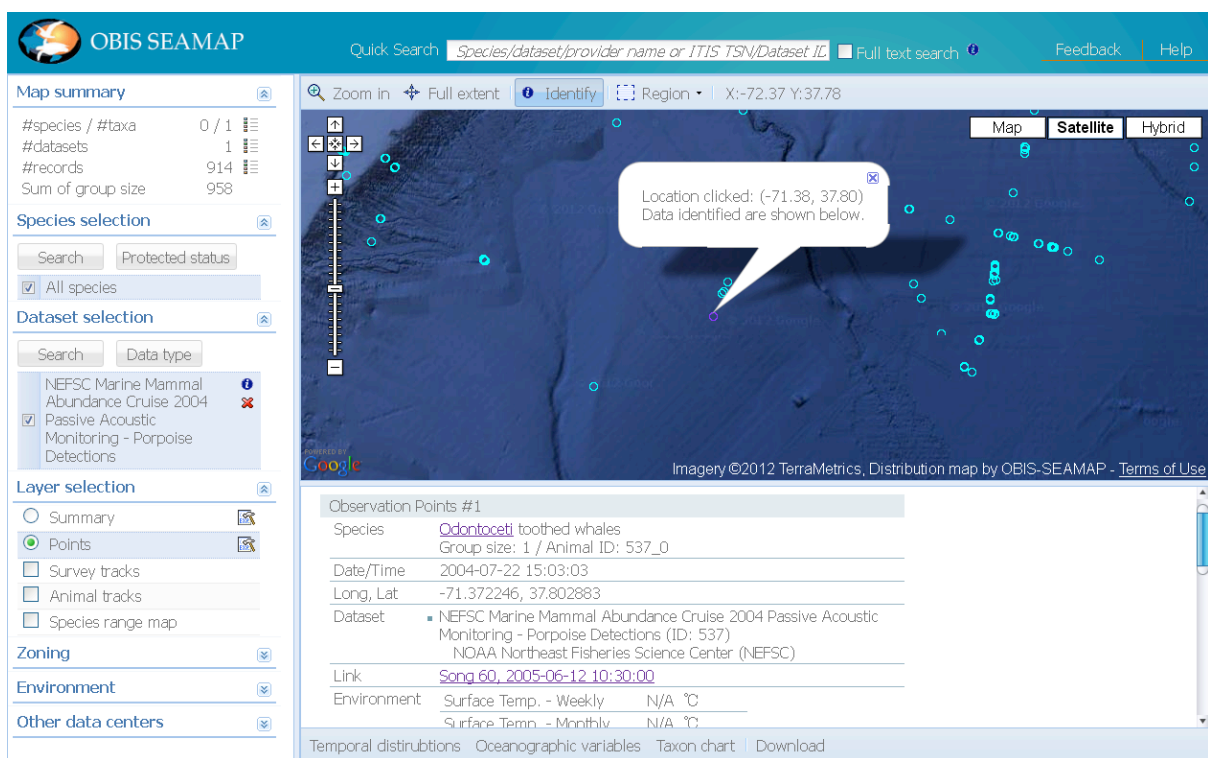 OBIS SEAMAP
Quick Search Species/dataset/provider name or ITIS TSN/Dataset ID Full text search Feedback Help
Map summary
#species / #taxa 0 / 1
#datasets 1
#records 914
Sum of group size 958
Species selection
Search Protected status
All species
Dataset selection
Search Data type
NEFSC Marine Mammal
Abundance Cruise 2004
Passive Acoustic
Monitoring - Porpoise
Detections
Layer selection
Summary
Points
Survey tracks
Animal tracks
Species range map
Zoning
Environment
Other data centers
Zoom in Full extent Identify Region X:-72.37 Y:37.78
Map Satellite Hybrid
Location clicked: (-71.38, 37.80)
Data identified are shown below.
POWERED BY
Google
Imagery ©2012 TerraMetrics, Distribution map by OBIS-SEAMAP - Terms of Use
Observation Points #1
Species Odontoceti toothed whales
Group size: 1 / Animal ID: 537_0
Date/Time 2004-07-22 15:03:03
Long, Lat -71.372246, 37.802883
Dataset NEFSC Marine Mammal Abundance Cruise 2004 Passive Acoustic
Monitoring - Porpoise Detections (ID: 537)
NOAA Northeast Fisheries Science Center (NEFSC)
Link Song 60, 2005-06-12 10:30:00
Environment Surface Temp. - Weekly N/A °C
Surface Temp. - Monthly N/A °C
Temporal distirubtions Oceanographic variables Taxon chart Download